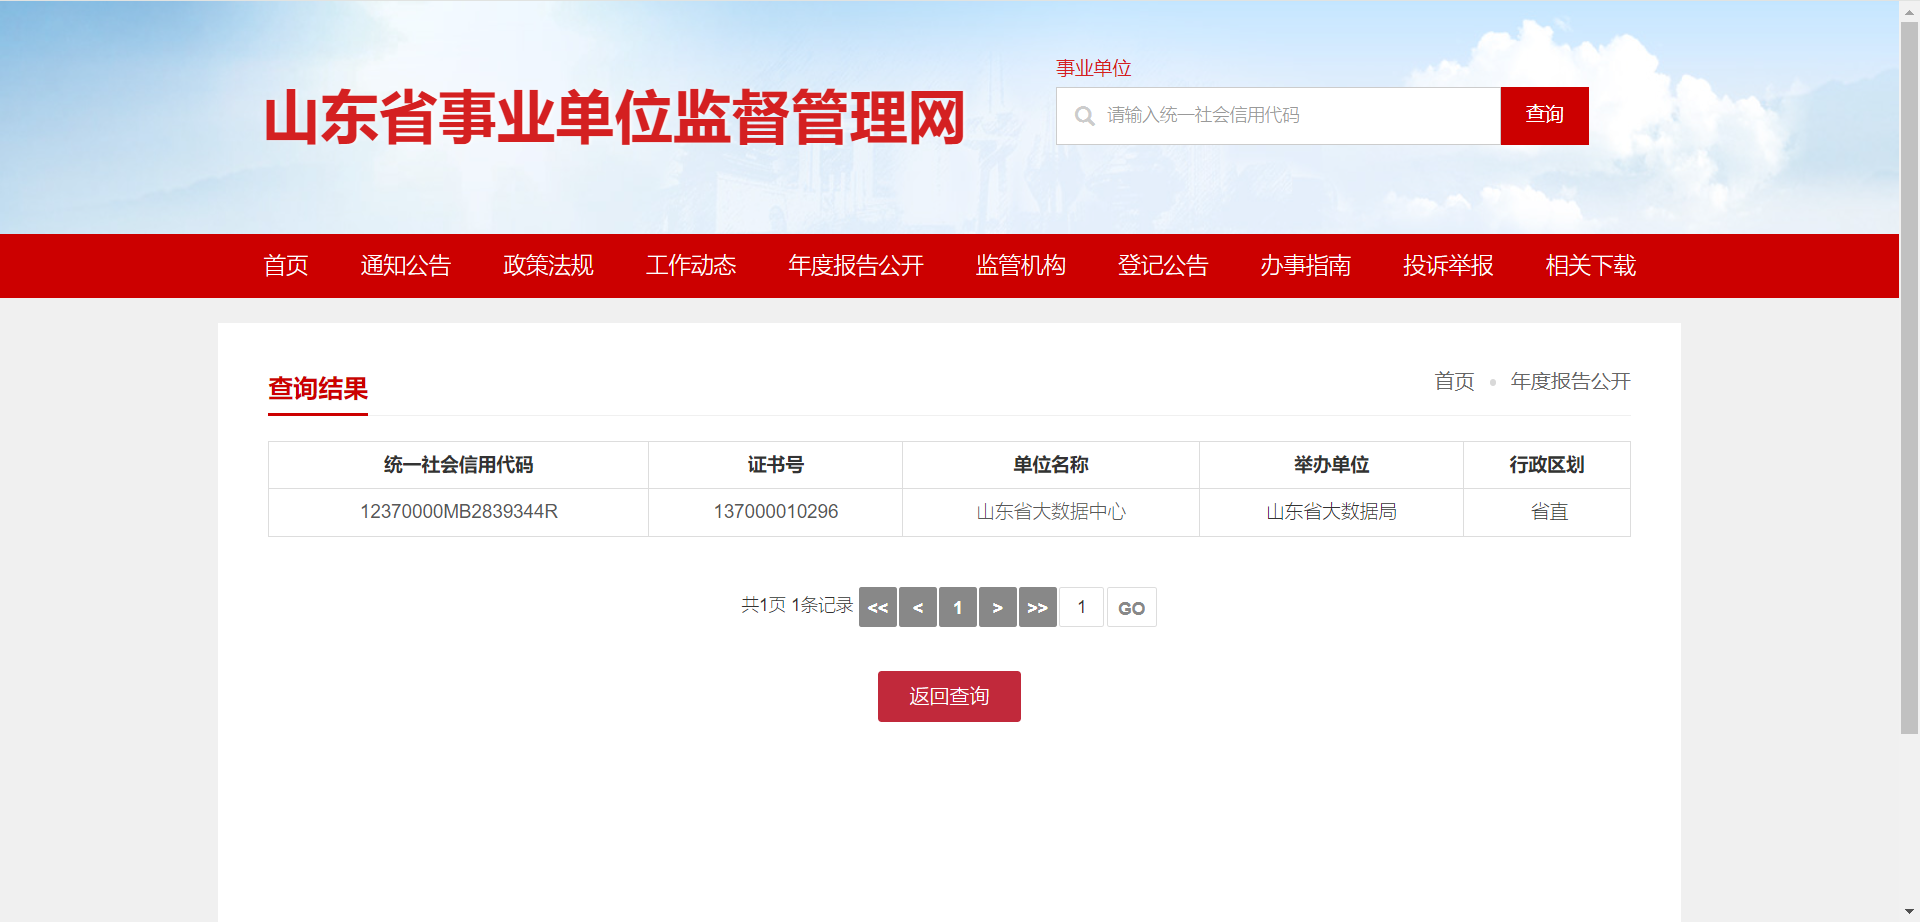 事业单位
山东省事业单位监督管理网
请输入统一社会信用代码 查询
首页 通知公告 政策法规 工作动态 年度报告公开 监管机构 登记公告 办事指南 投诉举报 相关下载
查询结果 首页 年度报告公开
统一社会信用代码 证书号 单位名称 举办单位 行政区划
12370000MB2839344R 137000010296 山东省大数据中心 山东省大数据局 省直
共1页 1条记录 << < 1 > >> 1 GO
返回查询